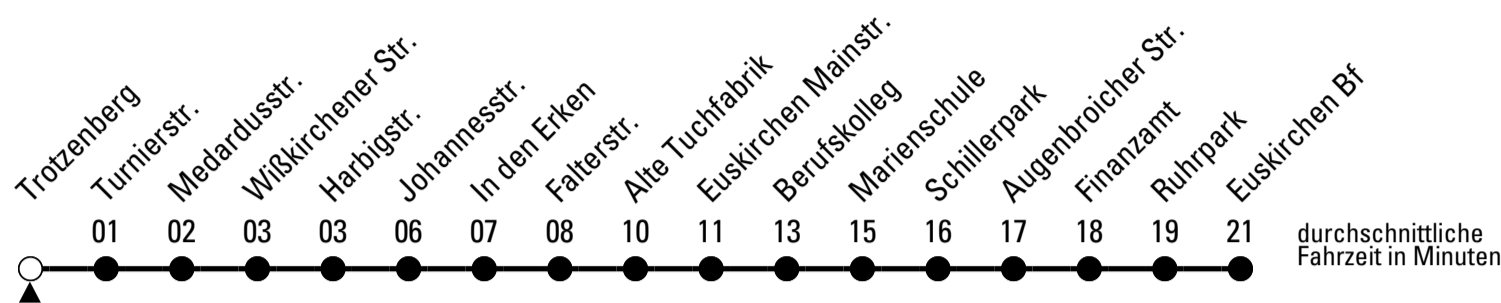 Trotzenberg
Turnierstr.
Medardusstr.
Wißkirchener Str.
Harbigstr.
Johannesstr.
In den Erken
Falterstr.
Alte Tuchfabrik
Euskirchen Mainstr.
Berufskolleg
Marienschule
Schillerpark
Augenbroicher Str.
Finanzamt
Ruhrpark
Euskirchen Bf
01 02 03 03 06 07 08 10 11 13 15 16 17 18 19 21
durchschnittliche
Fahrzeit in Minuten